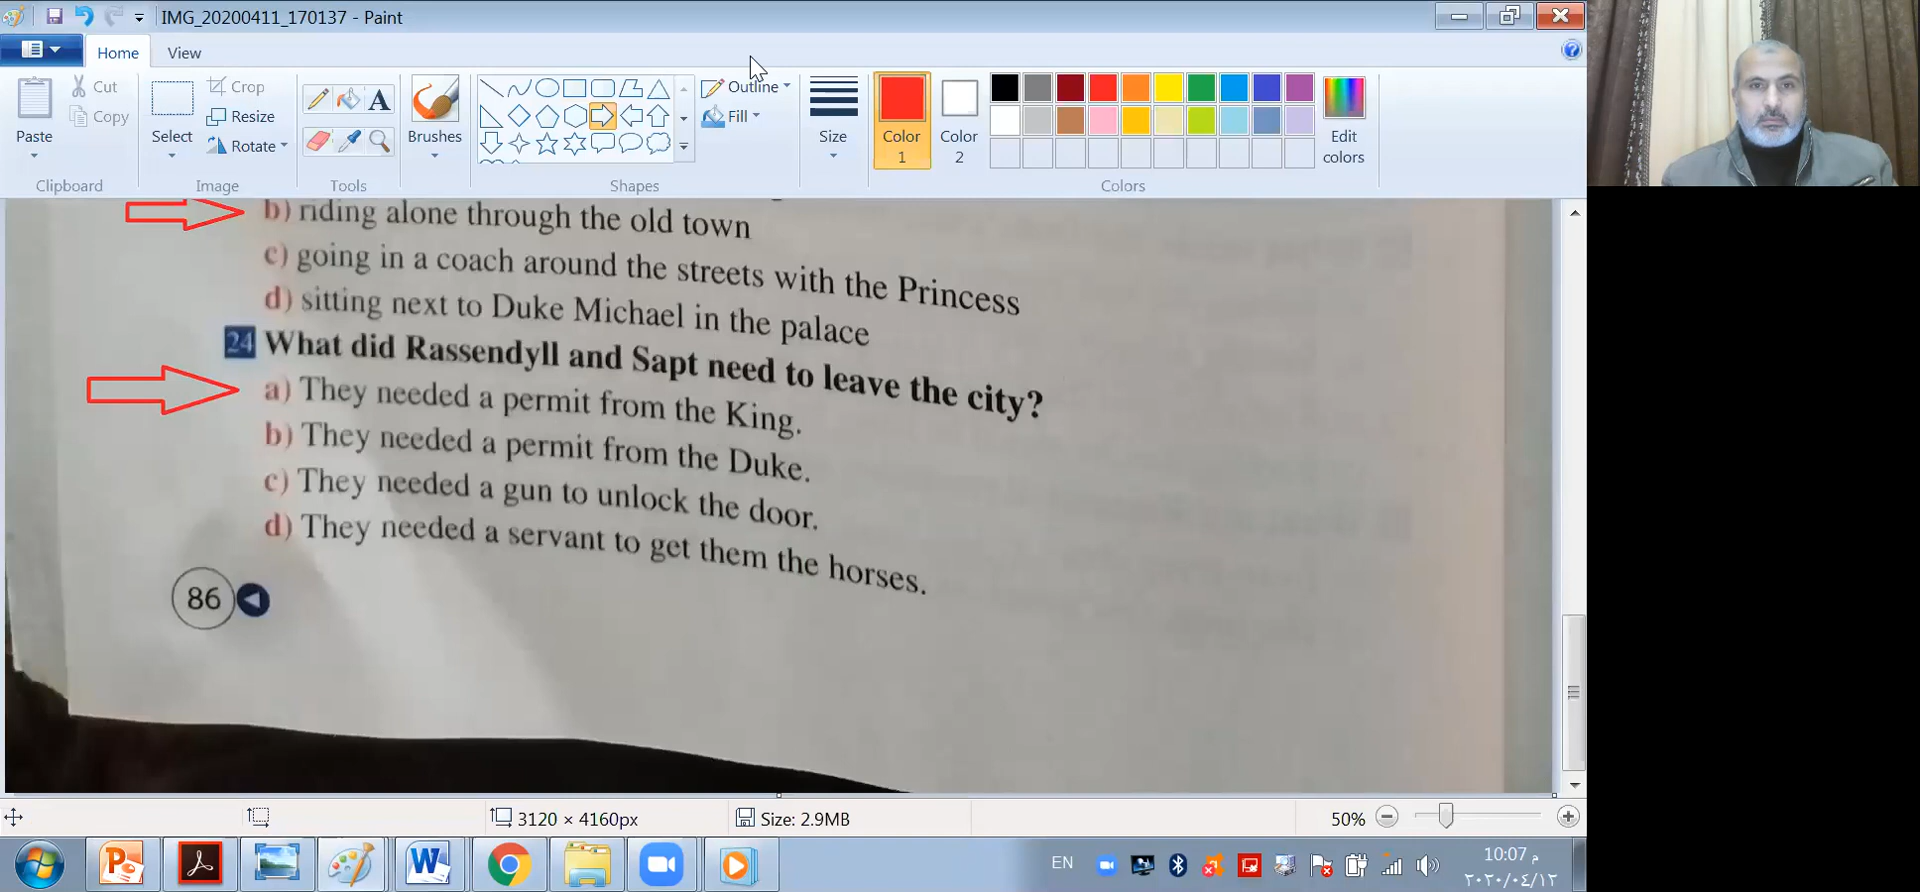 IMG_20200411_170137 - Paint
Home
View
Paste
Cut
Copy
Clipboard
Select
Crop
Resize
Rotate
Image
Tools
Brushes
Shapes
Outline
Fill
Size
Color 1
Color 2
Edit colors
Colors
b) riding alone through the old town
c) going in a coach around the streets with the Princess
d) sitting next to Duke Michael in the palace
24 What did Rassendyll and Sapt need to leave the city?
a) They needed a permit from the King.
b) They needed a permit from the Duke.
c) They needed a gun to unlock the door.
d) They needed a servant to get them the horses.
86
3120 × 4160px
Size: 2.9MB
50%
EN
10:07 م
٢٠٢٠/٠٤/١٢